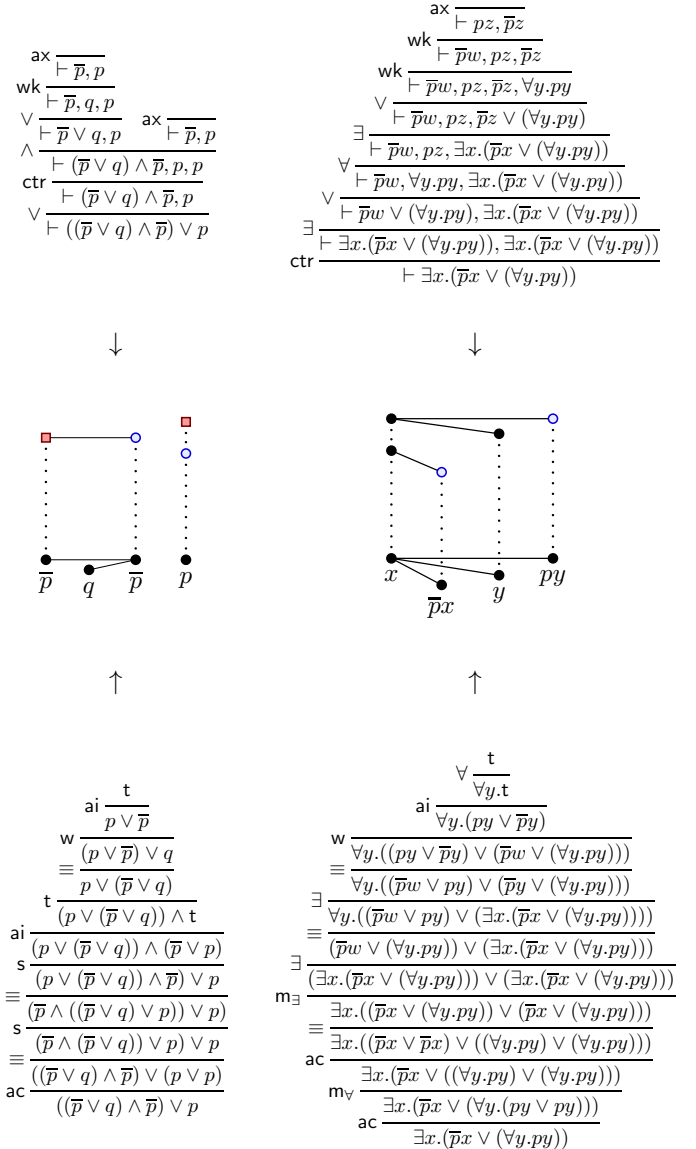 ax
⊢ p̅, p
wk
⊢ p̅, q, p
∨
⊢ p̅ ∨ q, p
ax
⊢ p̅, p
∧
⊢ (p̅ ∨ q) ∧ p̅, p, p
ctr
⊢ (p̅ ∨ q) ∧ p̅, p
∨
⊢ ((p̅ ∨ q) ∧ p̅) ∨ p
ax
⊢ pz, p̅z
wk
⊢ p̅w, pz, p̅z
wk
⊢ p̅w, pz, p̅z, ∀y.py
∨
⊢ p̅w, pz, p̅z ∨ (∀y.py)
∃
⊢ p̅w, pz, ∃x.(p̅x ∨ (∀y.py))
∀
⊢ p̅w, ∀y.py, ∃x.(p̅x ∨ (∀y.py))
∨
⊢ p̅w ∨ (∀y.py), ∃x.(p̅x ∨ (∀y.py))
∃
⊢ ∃x.(p̅x ∨ (∀y.py)), ∃x.(p̅x ∨ (∀y.py))
ctr
⊢ ∃x.(p̅x ∨ (∀y.py))
↓
↓
p̅ q p̅ p
x p̅x y py
↑
↑
t
ai
p ∨ p̅
w
(p ∨ p̅) ∨ q
≡
p ∨ (p̅ ∨ q)
t
(p ∨ (p̅ ∨ q)) ∧ t
ai
(p ∨ (p̅ ∨ q)) ∧ (p̅ ∨ p)
s
(p ∨ (p̅ ∨ q)) ∧ p̅) ∨ p
≡
(p̅ ∧ ((p̅ ∨ q) ∨ p)) ∨ p)
s
(p̅ ∧ (p̅ ∨ q)) ∨ p) ∨ p
≡
((p̅ ∨ q) ∧ p̅) ∨ (p ∨ p)
ac
((p̅ ∨ q) ∧ p̅) ∨ p
t
∀
∀y.t
ai
∀y.(py ∨ p̅y)
w
∀y.((py ∨ p̅y) ∨ (p̅w ∨ (∀y.py)))
≡
∀y.((p̅w ∨ py) ∨ (p̅y ∨ (∀y.py)))
∃
∀y.((p̅w ∨ py) ∨ (∃x.(p̅x ∨ (∀y.py))))
≡
(p̅w ∨ (∀y.py)) ∨ (∃x.(p̅x ∨ (∀y.py)))
∃
(∃x.(p̅x ∨ (∀y.py))) ∨ (∃x.(p̅x ∨ (∀y.py)))
m∃
∃x.((p̅x ∨ (∀y.py)) ∨ (p̅x ∨ (∀y.py)))
≡
∃x.((p̅x ∨ p̅x) ∨ ((∀y.py) ∨ (∀y.py)))
ac
∃x.(p̅x ∨ ((∀y.py) ∨ (∀y.py)))
m∀
∃x.(p̅x ∨ (∀y.(py ∨ py)))
ac
∃x.(p̅x ∨ (∀y.py))